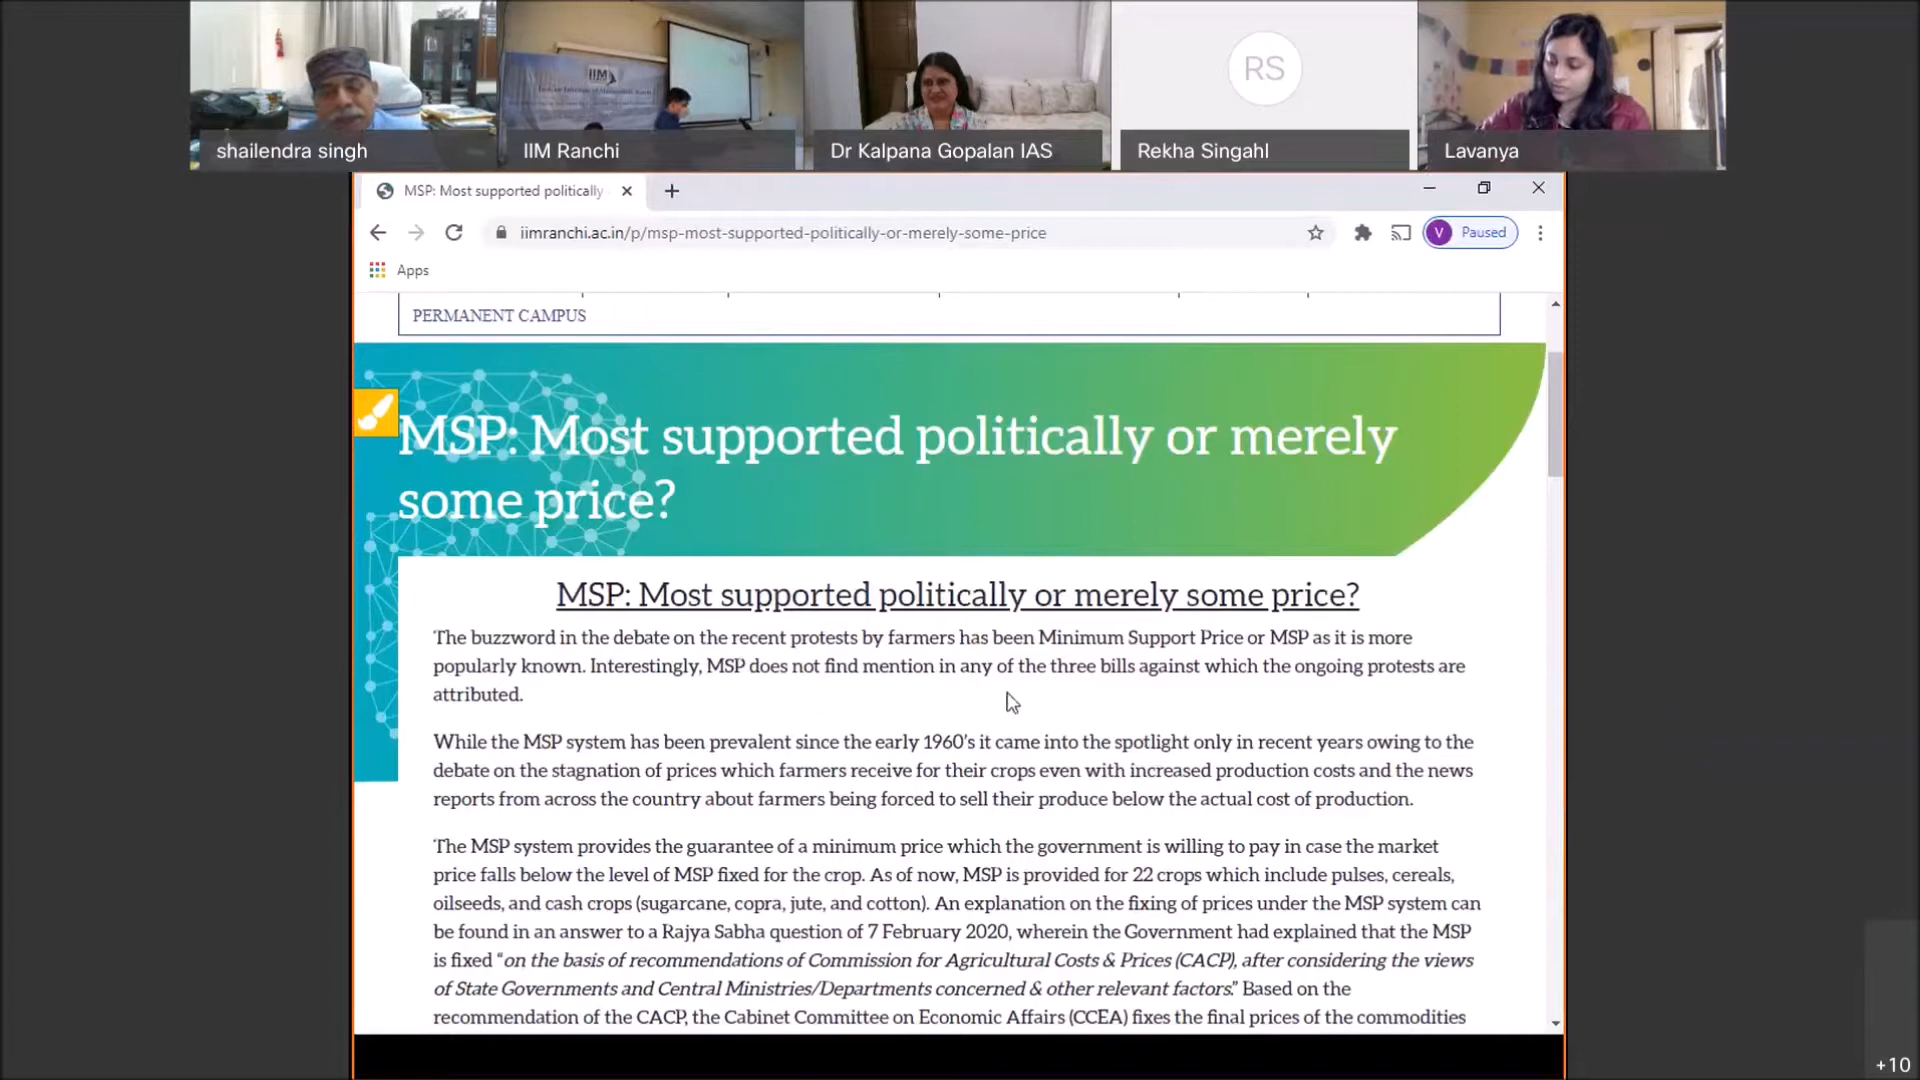 IIM
RS
shailendra singh
IIM Ranchi
Dr Kalpana Gopalan IAS
Rekha Singahl
Lavanya
MSP: Most supported politically
iimranchi.ac.in/p/msp-most-supported-politically-or-merely-some-price
V Paused
Apps
PERMANENT CAMPUS
MSP: Most supported politically or merely
some price?
MSP: Most supported politically or merely some price?
The buzzword in the debate on the recent protests by farmers has been Minimum Support Price or MSP as it is more
popularly known. Interestingly, MSP does not find mention in any of the three bills against which the ongoing protests are
attributed.
While the MSP system has been prevalent since the early 1960's it came into the spotlight only in recent years owing to the
debate on the stagnation of prices which farmers receive for their crops even with increased production costs and the news
reports from across the country about farmers being forced to sell their produce below the actual cost of production.
The MSP system provides the guarantee of a minimum price which the government is willing to pay in case the market
price falls below the level of MSP fixed for the crop. As of now, MSP is provided for 22 crops which include pulses, cereals,
oilseeds, and cash crops (sugarcane, copra, jute, and cotton). An explanation on the fixing of prices under the MSP system can
be found in an answer to a Rajya Sabha question of 7 February 2020, wherein the Government had explained that the MSP
is fixed “on the basis of recommendations of Commission for Agricultural Costs & Prices (CACP), after considering the views
of State Governments and Central Ministries/Departments concerned & other relevant factors.” Based on the
recommendation of the CACP, the Cabinet Committee on Economic Affairs (CCEA) fixes the final prices of the commodities
+10